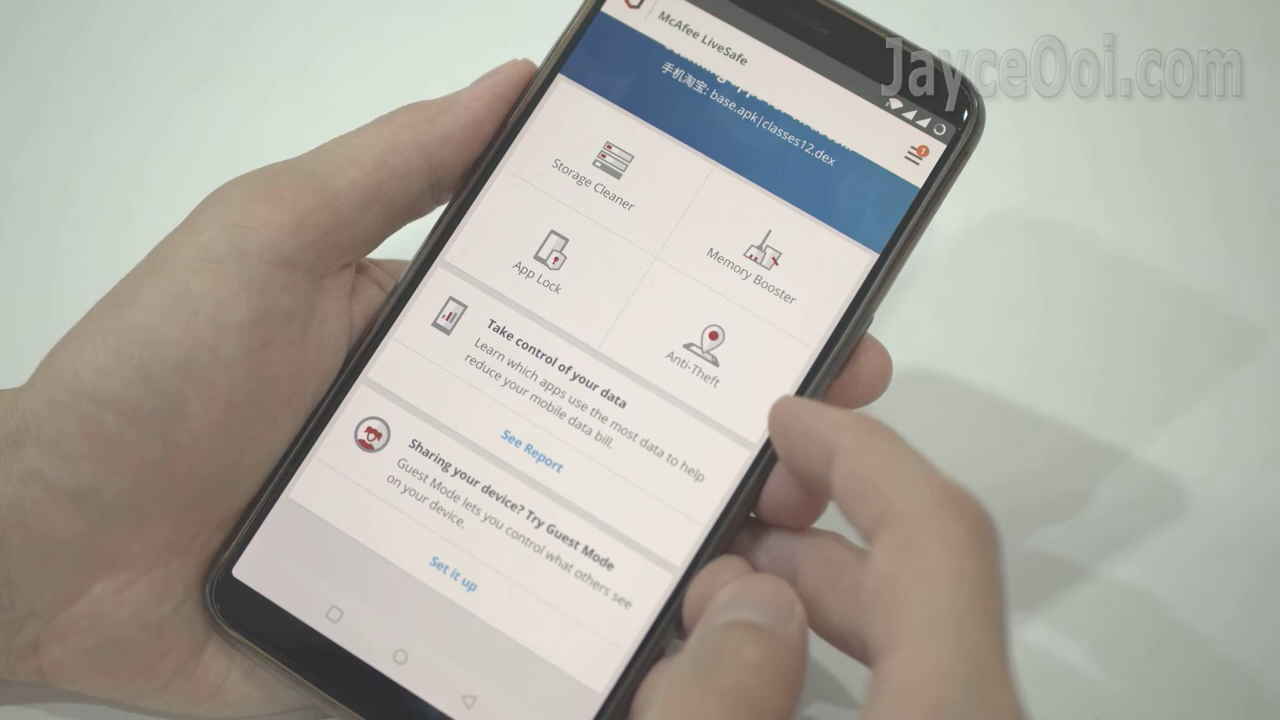 JayceOoi.com
McAfee LiveSafe
手机淘宝: base.apk|classes12.dex
Storage Cleaner
Memory Booster
App Lock
Anti-Theft
Take control of your data
Learn which apps use the most data to help
reduce your mobile data bill.
See Report
Sharing your device? Try Guest Mode
Guest Mode lets you control what others see
on your device.
Set it up